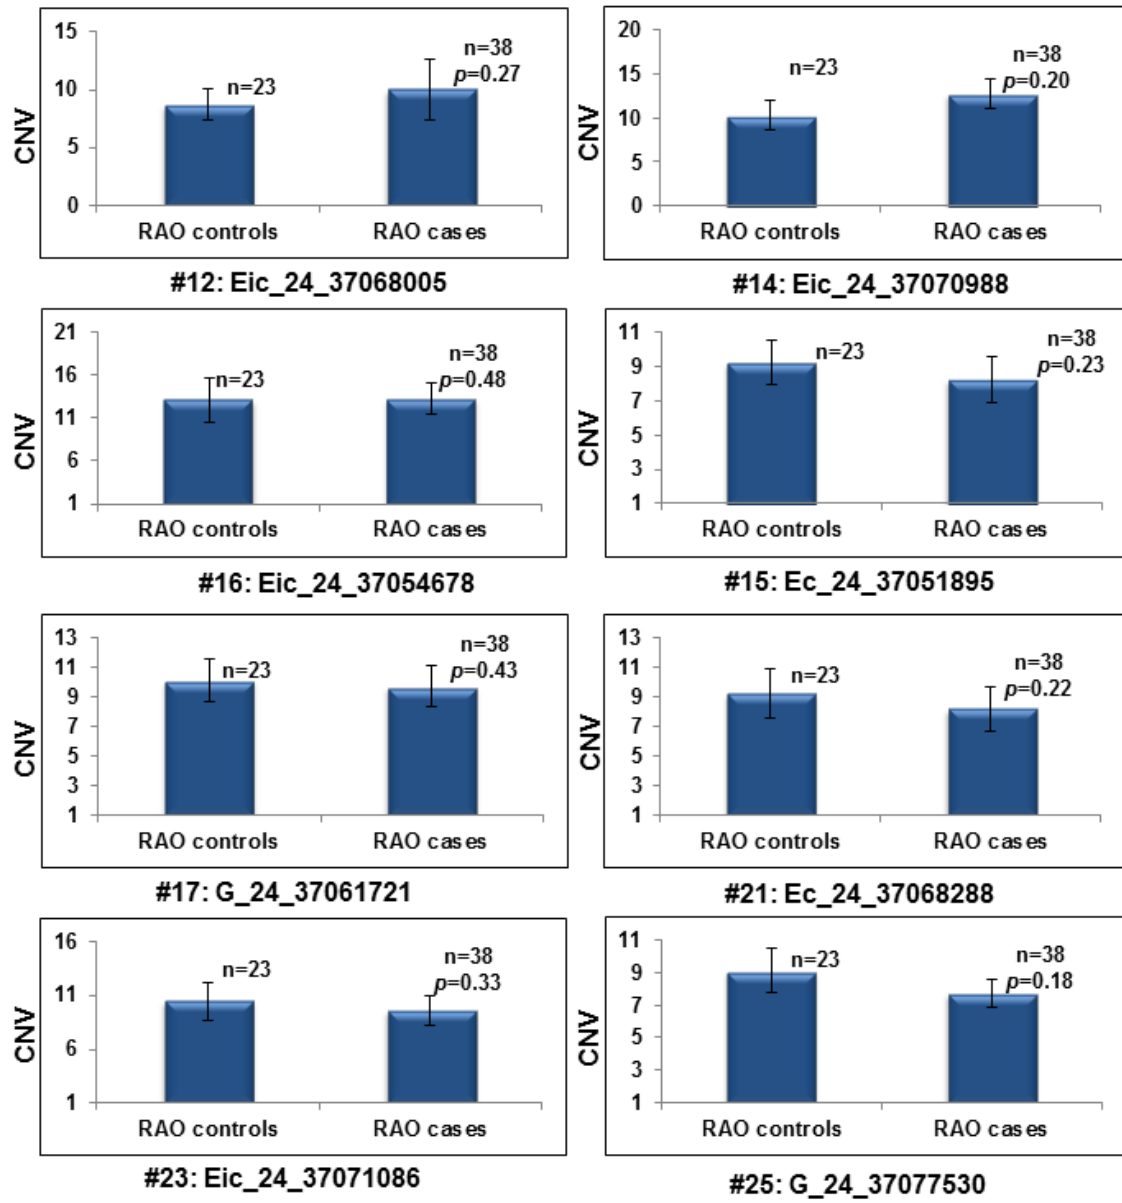 15
10
5
0
CNV
n=23
n=38
p=0.27
RAO controls
RAO cases
#12: Eic_24_37068005
20
15
10
5
0
CNV
n=23
n=38
p=0.20
RAO controls
RAO cases
#14: Eic_24_37070988
21
16
11
6
1
CNV
n=23
n=38
p=0.48
RAO controls
RAO cases
#16: Eic_24_37054678
11
9
7
5
3
1
CNV
n=23
n=38
p=0.23
RAO controls
RAO cases
#15: Ec_24_37051895
13
11
9
7
5
3
1
CNV
n=23
n=38
p=0.43
RAO controls
RAO cases
#17: G_24_37061721
13
11
9
7
5
3
1
CNV
n=23
n=38
p=0.22
RAO controls
RAO cases
#21: Ec_24_37068288
16
11
6
1
CNV
n=23
n=38
p=0.33
RAO controls
RAO cases
#23: Eic_24_37071086
11
9
7
5
3
1
CNV
n=23
n=38
p=0.18
RAO controls
RAO cases
#25: G_24_37077530